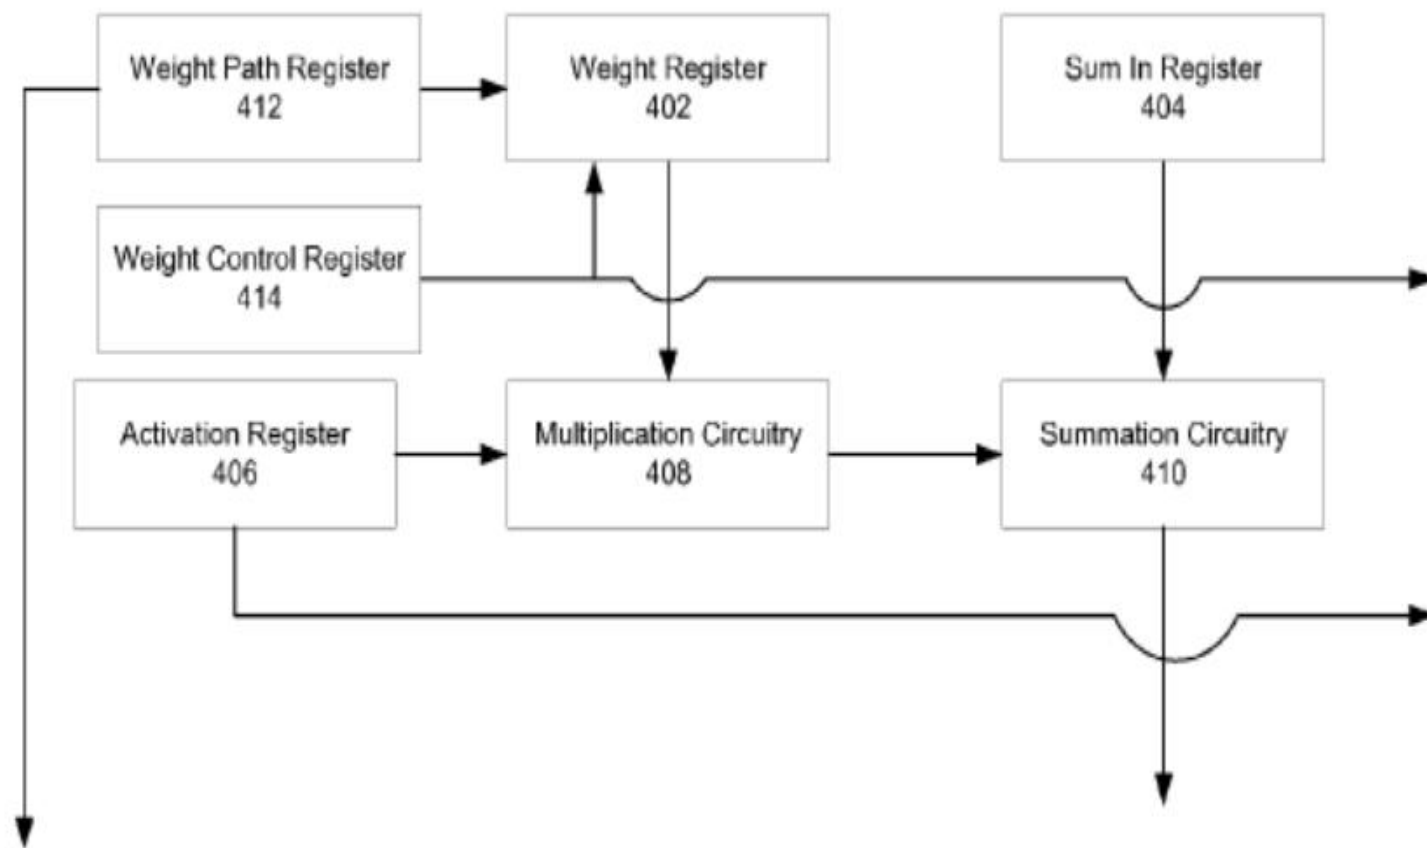 Weight Path Register
412
Weight Register
402
Sum In Register
404
Weight Control Register
414
Activation Register
406
Multiplication Circuitry
408
Summation Circuitry
410